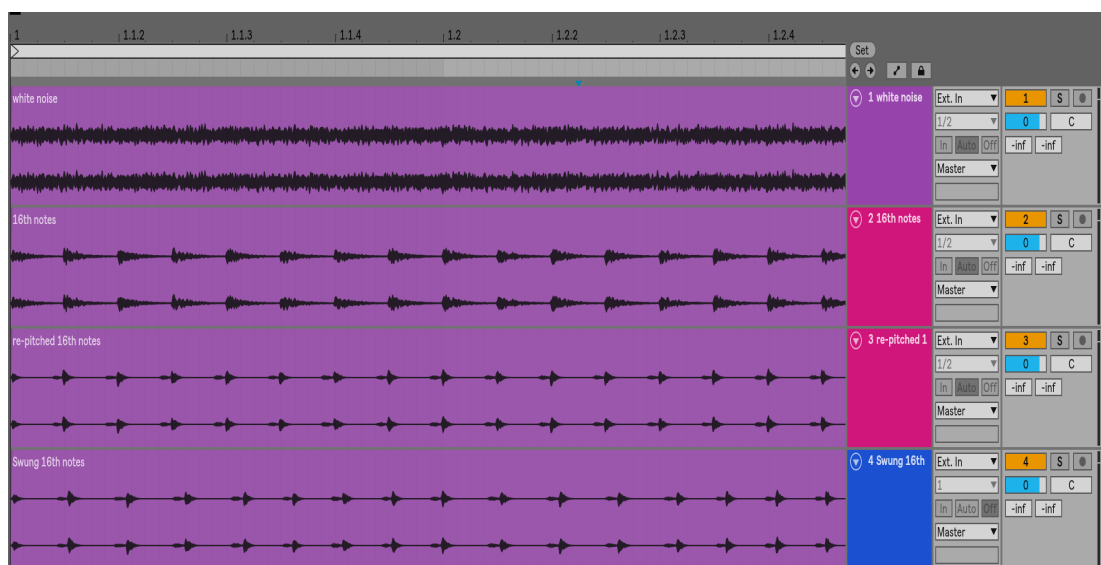 1 1.1.2 1.1.3 1.1.4 1.2 1.2.2 1.2.3 1.2.4
Set
white noise
1 white noise Ext. In 1 S
1/2 0 C
In Auto Off -inf -inf
Master
16th notes
2 16th notes Ext. In 2 S
1/2 0 C
In Auto Off -inf -inf
Master
re-pitched 16th notes
3 re-pitched 1 Ext. In 3 S
1/2 0 C
In Auto Off -inf -inf
Master
Swung 16th notes
4 Swung 16th Ext. In 4 S
1 0 C
In Auto Off -inf -inf
Master